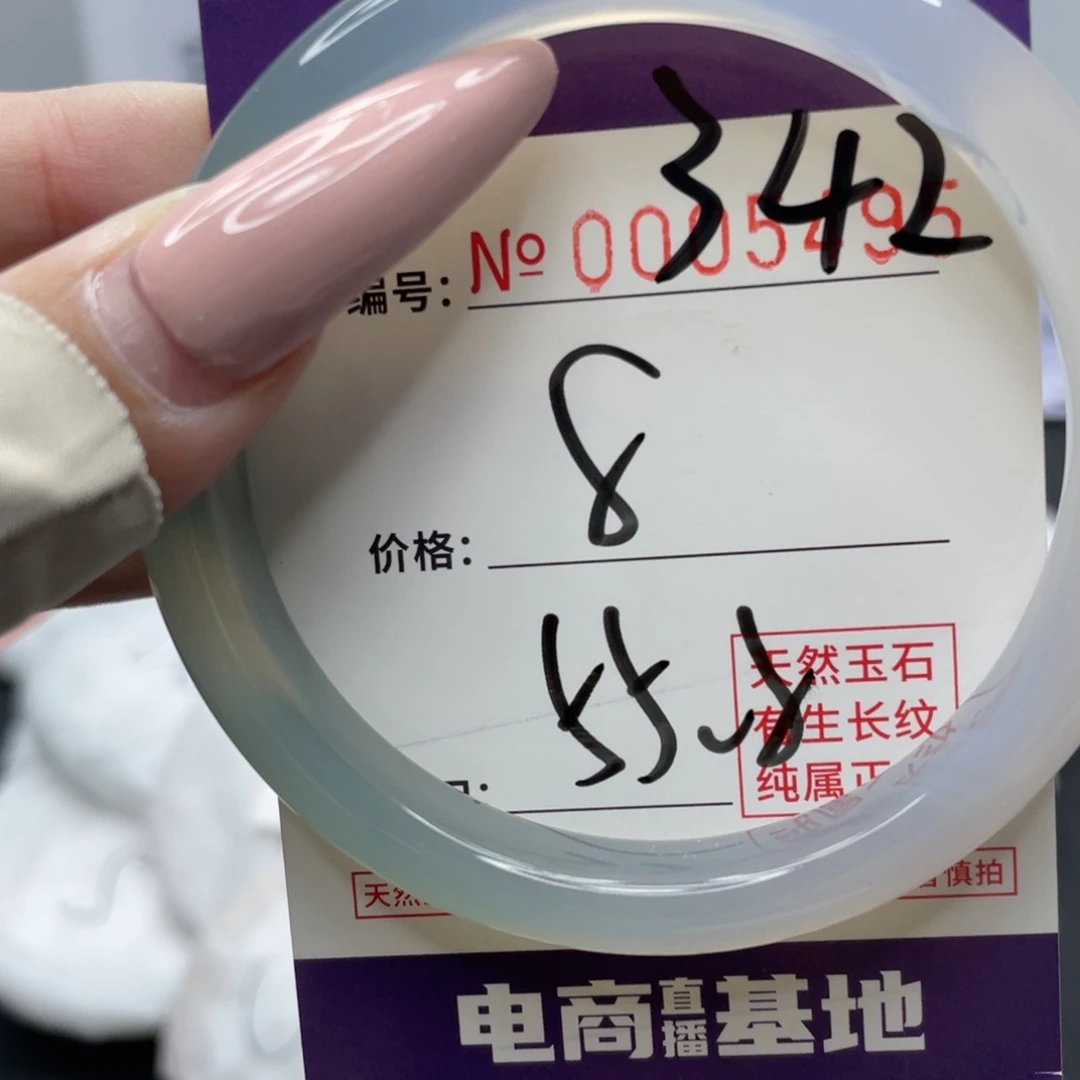 342
编号: № 0005495
价格: 8
55.8
天然玉石
有生长纹
纯属正
天然
慎拍
电商直播基地